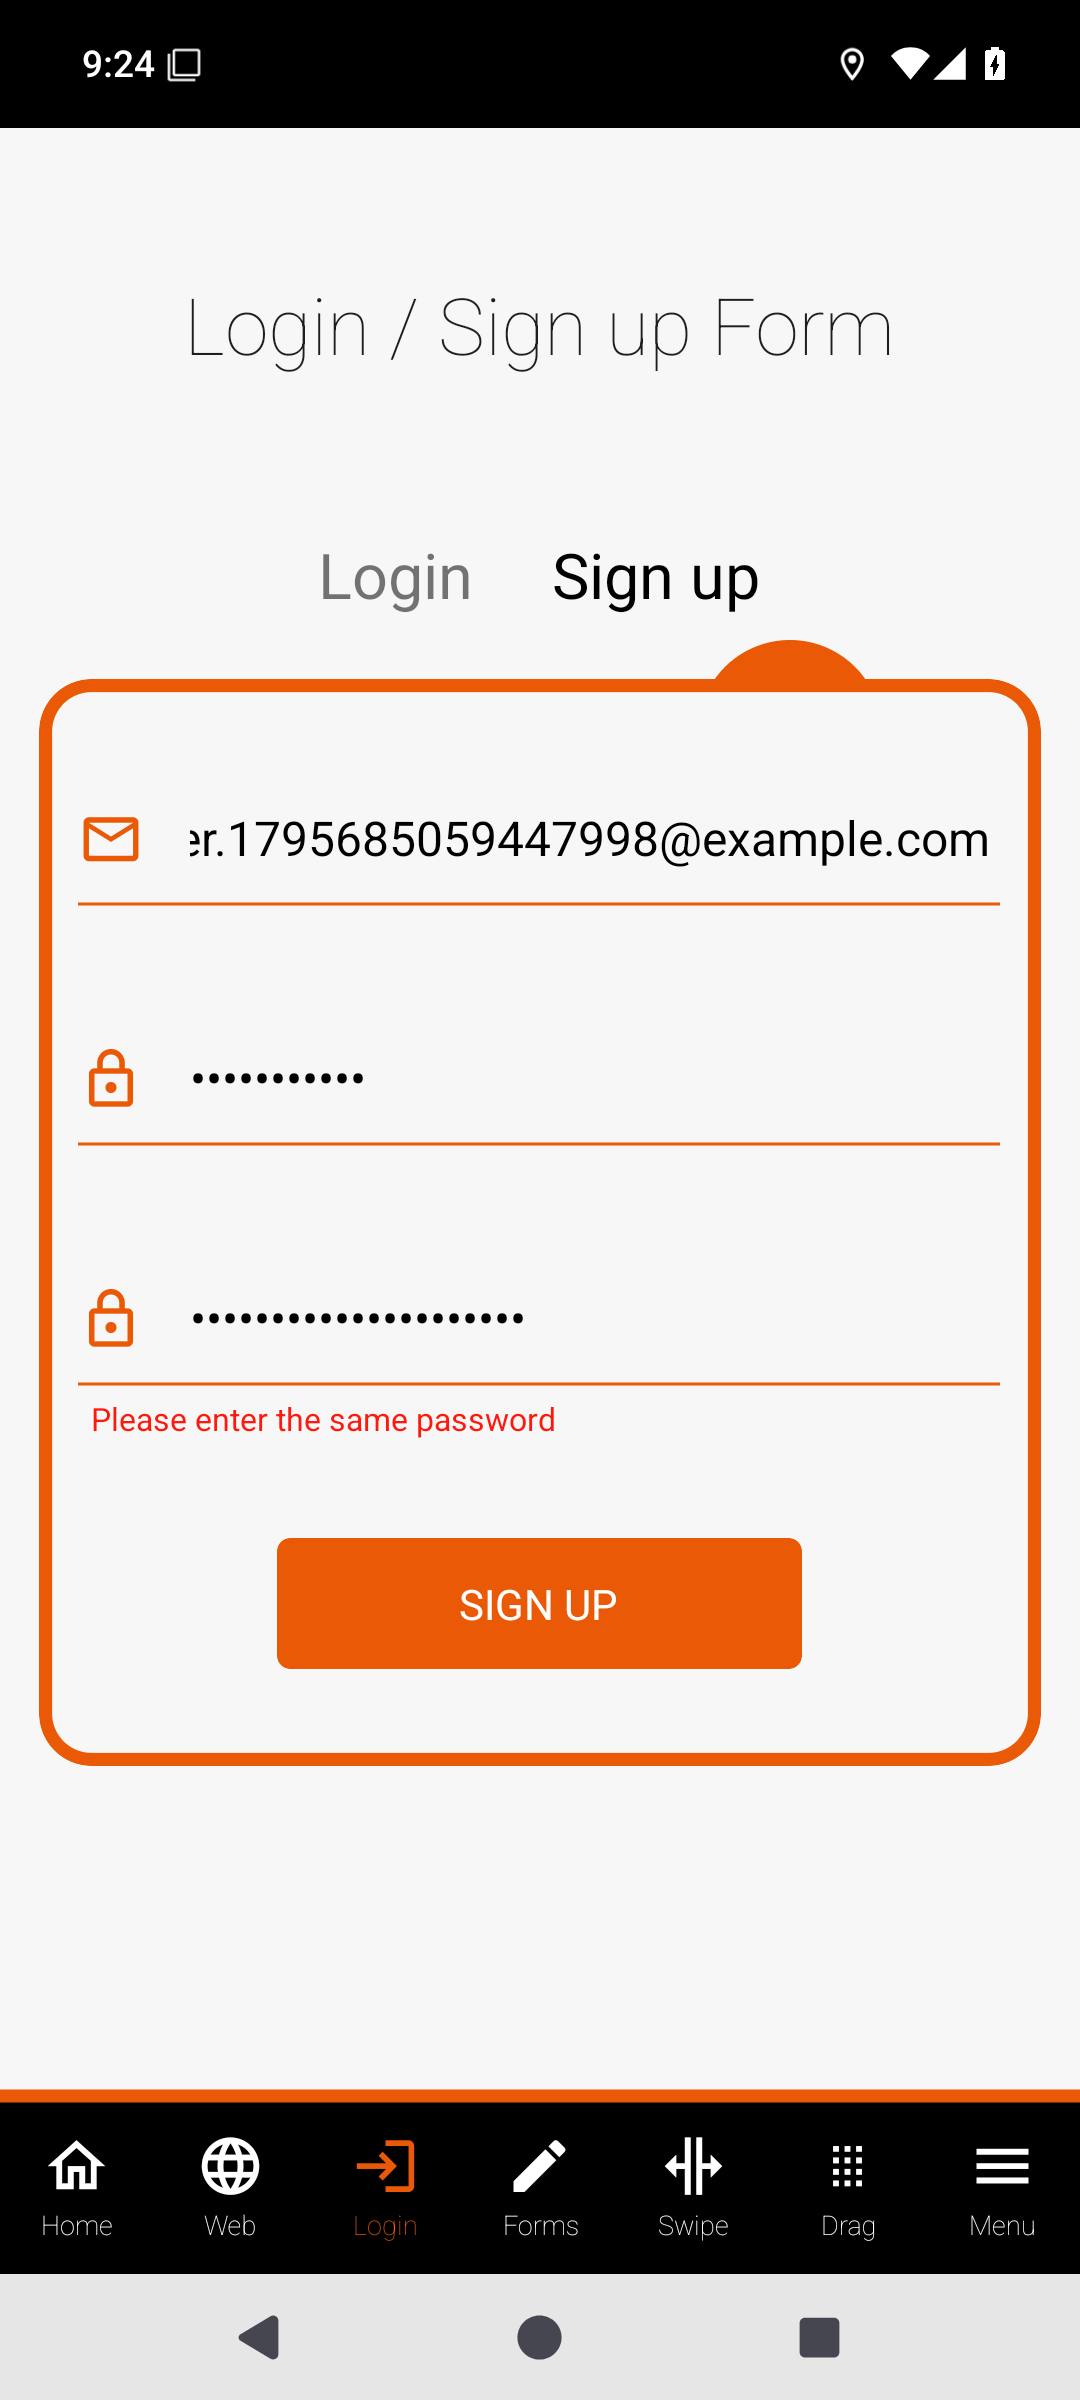 9:24
Login / Sign up Form
Login Sign up
er.1795685059447998@example.com
•••••••••••
•••••••••••••••••••••
Please enter the same password
SIGN UP
Home Web Login Forms Swipe Drag Menu